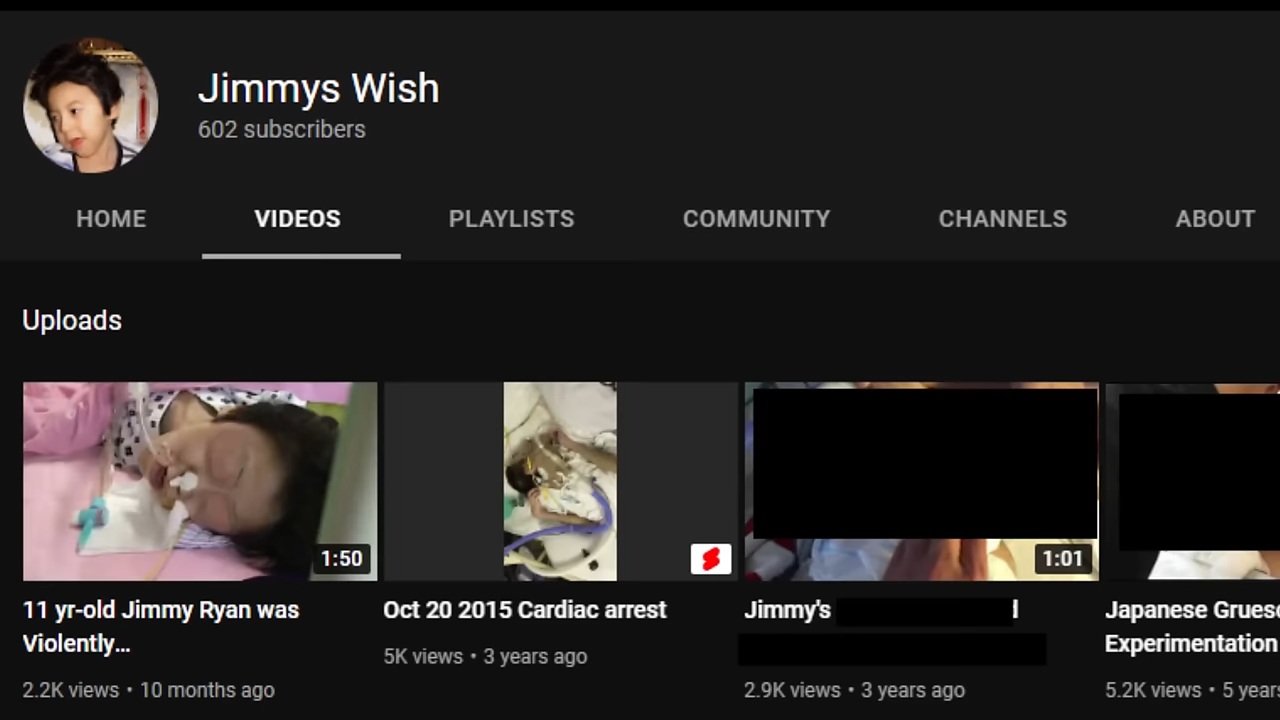 Jimmys Wish
602 subscribers
HOME VIDEOS PLAYLISTS COMMUNITY CHANNELS ABOUT
Uploads
1:50
1:01
11 yr-old Jimmy Ryan was
Violently...
2.2K views • 10 months ago
Oct 20 2015 Cardiac arrest
5K views • 3 years ago
Jimmy's
2.9K views • 3 years ago
Japanese
Experimentation
5.2K views • 5